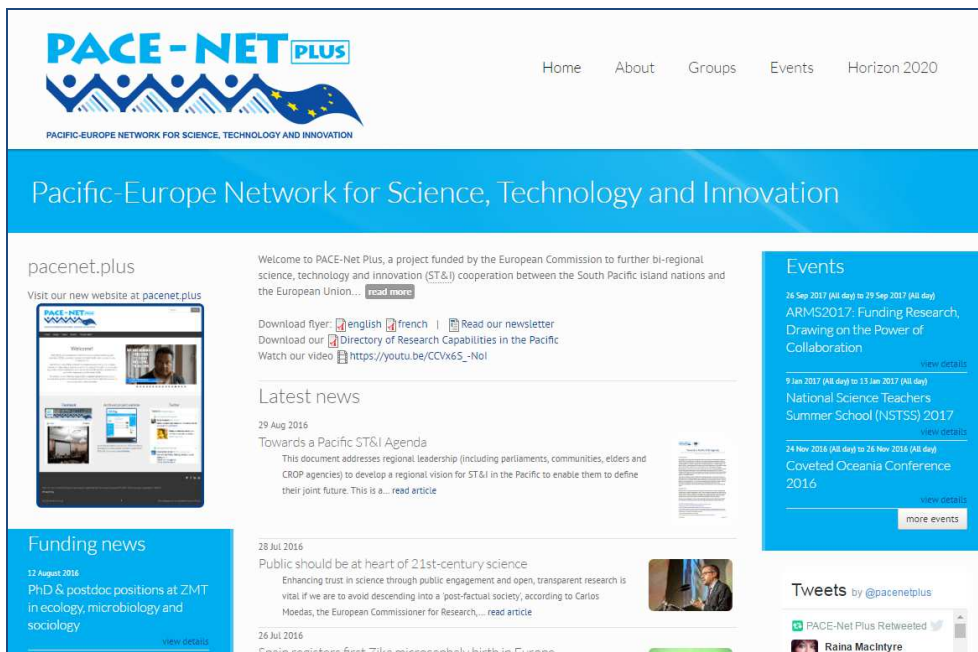 PACE-NET PLUS
PACIFIC-EUROPE NETWORK FOR SCIENCE, TECHNOLOGY AND INNOVATION
Home About Groups Events Horizon 2020
Pacific-Europe Network for Science, Technology and Innovation
pacenet.plus
Visit our new website at pacenet.plus
PACE-NET PLUS
Welcome!
Funding news
12 August 2016
PhD & postdoc positions at ZMT
in ecology, microbiology and
sociology
view details
Welcome to PACE-Net Plus, a project funded by the European Commission to further bi-regional
science, technology and innovation (ST&I) cooperation between the South Pacific island nations and
the European Union... read more
Download flyer: english french | Read our newsletter
Download our Directory of Research Capabilities in the Pacific
Watch our video https://youtu.be/CCVx6S_-NoI
Latest news
29 Aug 2016
Towards a Pacific ST&I Agenda
This document addresses regional leadership (including parliaments, communities, elders and
CROP agencies) to develop a regional vision for ST&I in the Pacific to enable them to define
their joint future. This is a... read article
28 Jul 2016
Public should be at heart of 21st-century science
Enhancing trust in science through public engagement and open, transparent research is
vital if we are to avoid descending into a 'post-factual society', according to Carlos
Moedas, the European Commissioner for Research,... read article
26 Jul 2016
Spain registers first Zika microcephaly birth in Europe
Events
26 Sep 2017 (All day) to 29 Sep 2017 (All day)
ARMS2017: Funding Research,
Drawing on the Power of
Collaboration
view details
9 Jan 2017 (All day) to 13 Jan 2017 (All day)
National Science Teachers
Summer School (NSTSS) 2017
view details
24 Nov 2016 (All day) to 26 Nov 2016 (All day)
Coveted Oceania Conference
2016
view details
more events
Tweets by @pacenetplus
PACE-Net Plus Retweeted
Raina MacIntyre